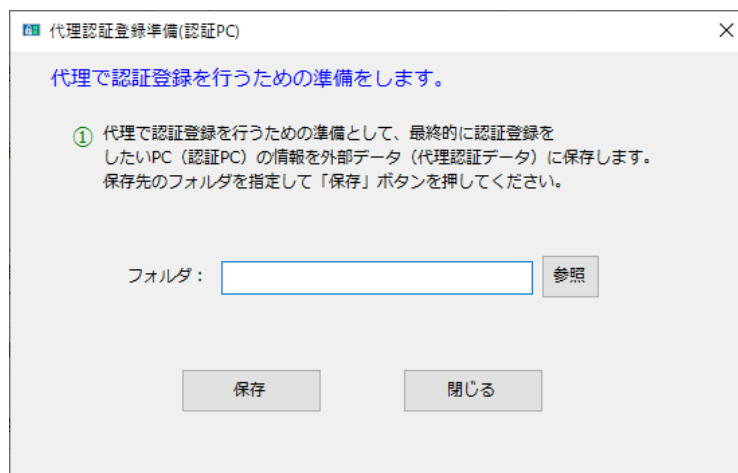 代理認証登録準備(認証PC)
代理で認証登録を行うための準備をします。
① 代理で認証登録を行うための準備として、最終的に認証登録を
したいPC（認証PC）の情報を外部データ（代理認証データ）に保存します。
保存先のフォルダを指定して「保存」ボタンを押してください。
フォルダ： 参照
保存 閉じる